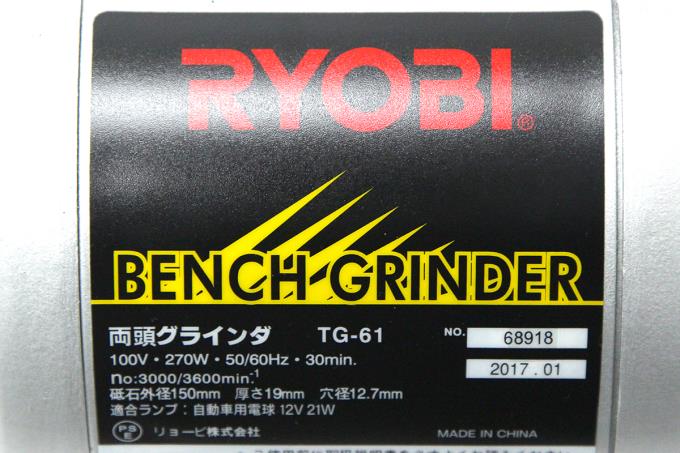 RYOBI®
BENCH GRINDER
両頭グラインダ TG-61 NO. 68918
100V・270W・50/60Hz・30min. 2017.01
no:3000/3600min.-1
砥石外径150mm 厚さ19mm 穴径12.7mm
適合ランプ:自動車用電球 12V 21W
PS E リョービ株式会社 MADE IN CHINA